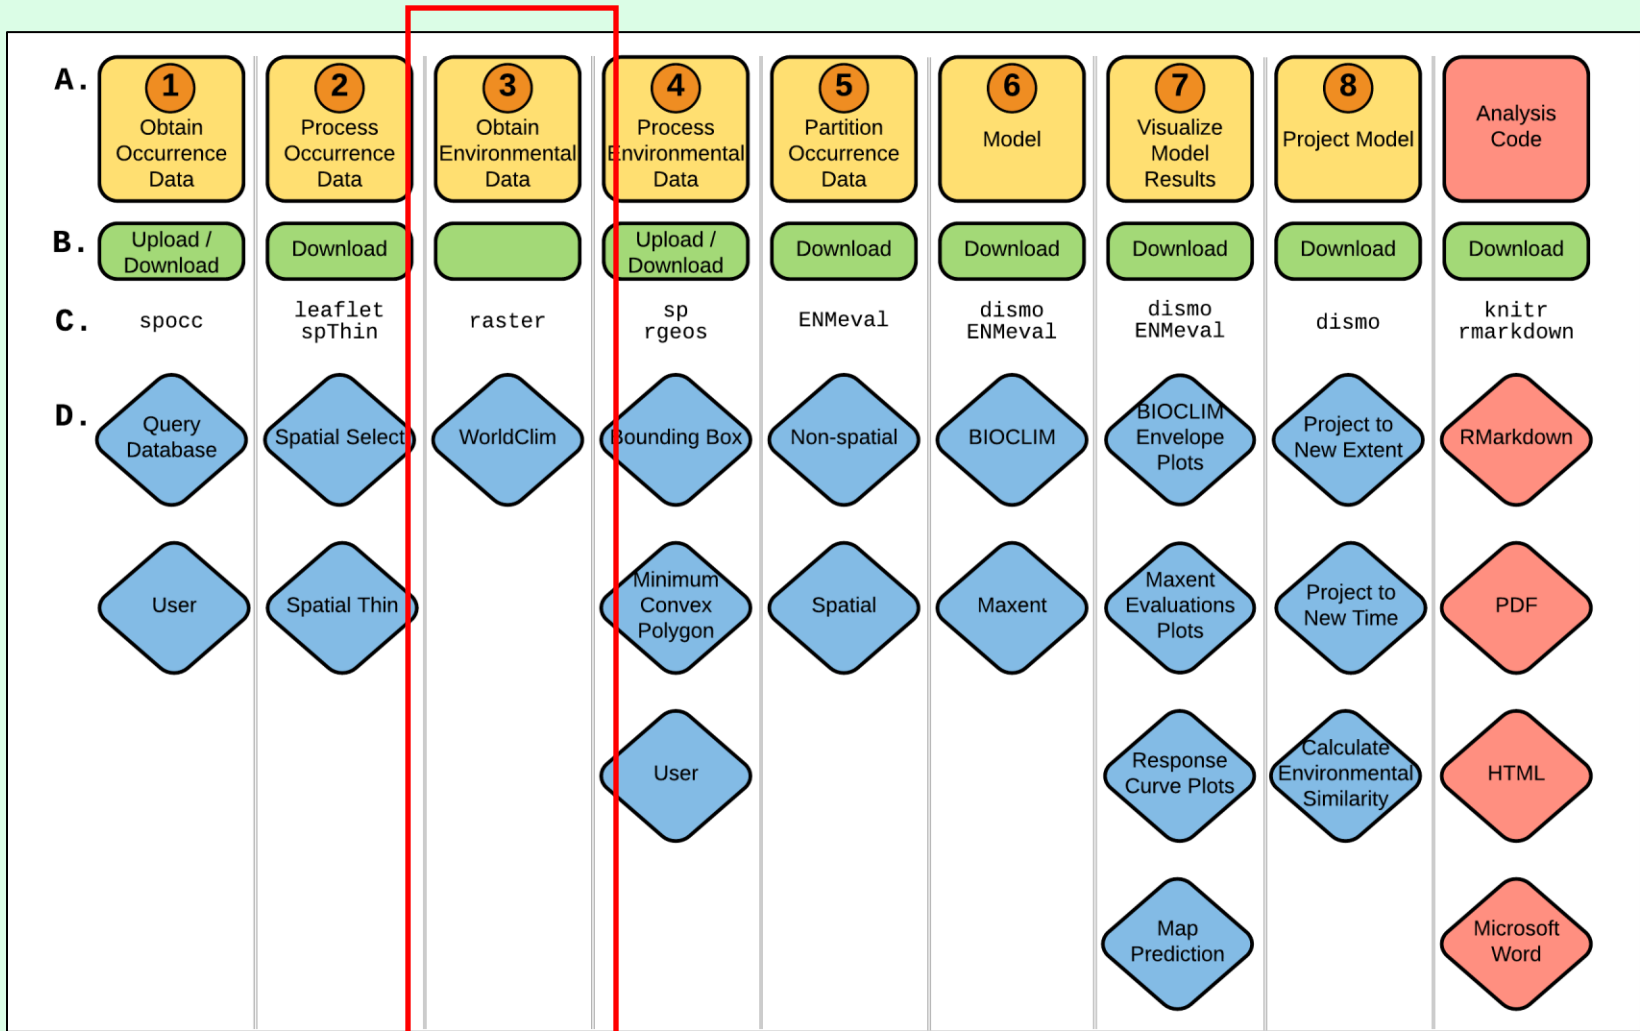 A.
1
Obtain
Occurrence
Data
2
Process
Occurrence
Data
3
Obtain
Environmental
Data
4
Process
Environmental
Data
5
Partition
Occurrence
Data
6
Model
7
Visualize
Model
Results
8
Project Model
Analysis
Code
B.
Upload /
Download
Download
Upload /
Download
Download
Download
Download
Download
Download
C.
spocc
leaflet
spThin
raster
sp
rgeos
ENMeval
dismo
ENMeval
dismo
ENMeval
dismo
knitr
rmarkdown
D.
Query
Database
Spatial Select
WorldClim
Bounding Box
Non-spatial
BIOCLIM
BIOCLIM
Envelope
Plots
Project to
New Extent
RMarkdown
User
Spatial Thin
Minimum
Convex
Polygon
Spatial
Maxent
Maxent
Evaluations
Plots
Project to
New Time
PDF
User
Response
Curve Plots
Calculate
Environmental
Similarity
HTML
Map
Prediction
Microsoft
Word